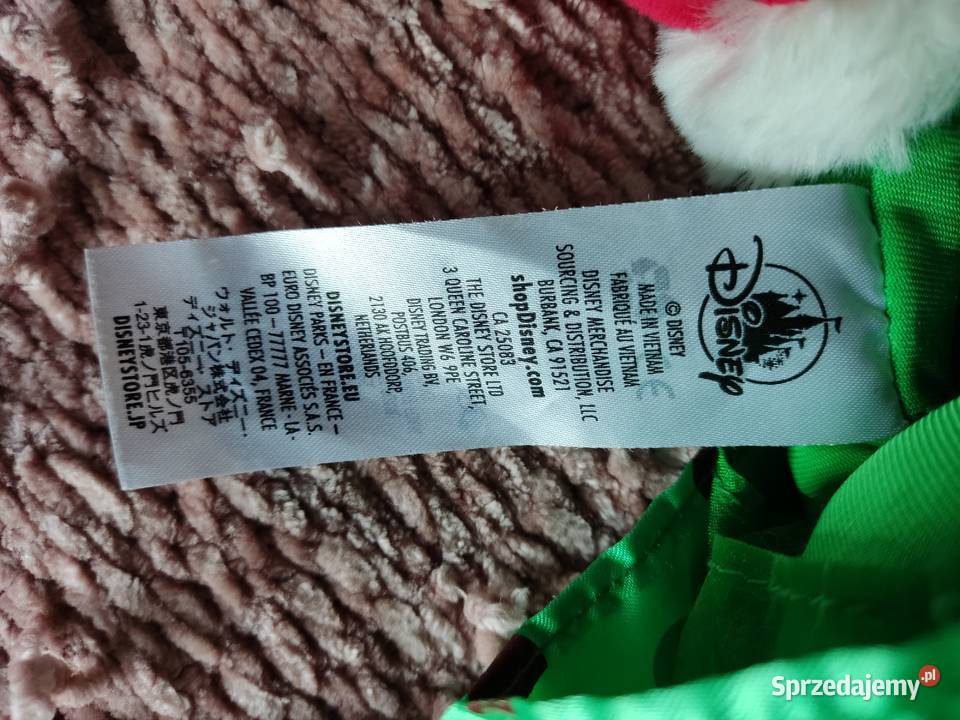 DISNEY
© DISNEY
MADE IN VIETNAM
FABRIQUÉ AU VIETNAM
DISNEY MERCHANDISE
SOURCING & DISTRIBUTION, LLC
BURBANK, CA 91521
shopDisney.com
CA 25083
THE DISNEY STORE LTD
3 QUEEN CAROLINE STREET,
LONDON W6 9PE
DISNEY TRADING BV,
POSTBUS 406,
2130 AK HOOFDDORP,
NETHERLANDS
DISNEYSTORE.EU
DISNEY PARKS – EN FRANCE –
EURO DISNEY ASSOCIÉS S.A.S.
BP 100 – 77777 MARNE - LA-
VALLÉE CEDEX 04, FRANCE
ウォルト・ディズニー・
ジャパン株式会社
ディズニー ストア
〒105-6355
東京都港区虎ノ門
1-23-1虎ノ門ヒルズ
DISNEYSTORE.JP
Sprzedajemy.pl